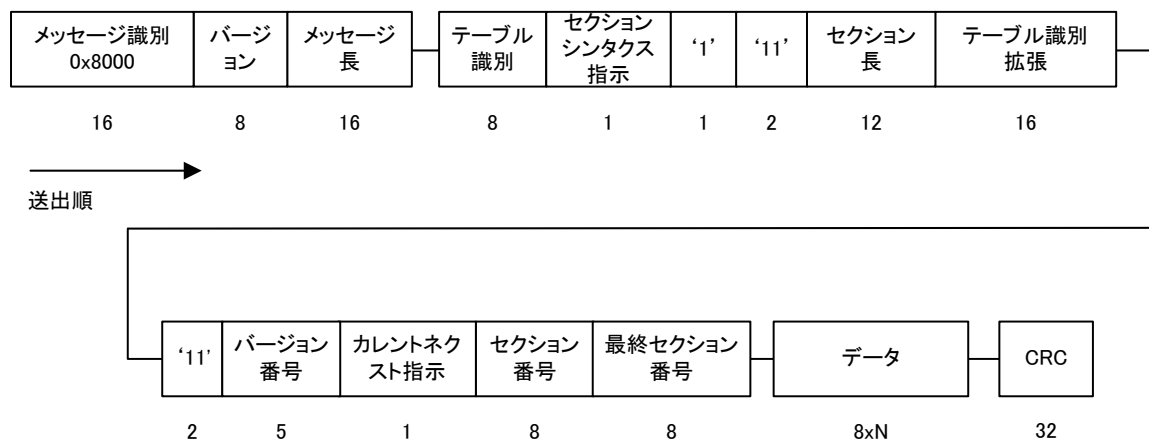 メッセージ識別
0x8000
バージ
ョン
メッセージ
長
テーブル
識別
セクション
シンタクス
指示
‘1’
‘11’
セクション
長
テーブル識別
拡張
16
8
16
8
1
1
2
12
16
送出順
‘11’
バージョン
番号
カレントネク
スト指示
セクション
番号
最終セクション
番号
データ
CRC
2
5
1
8
8
8xN
32